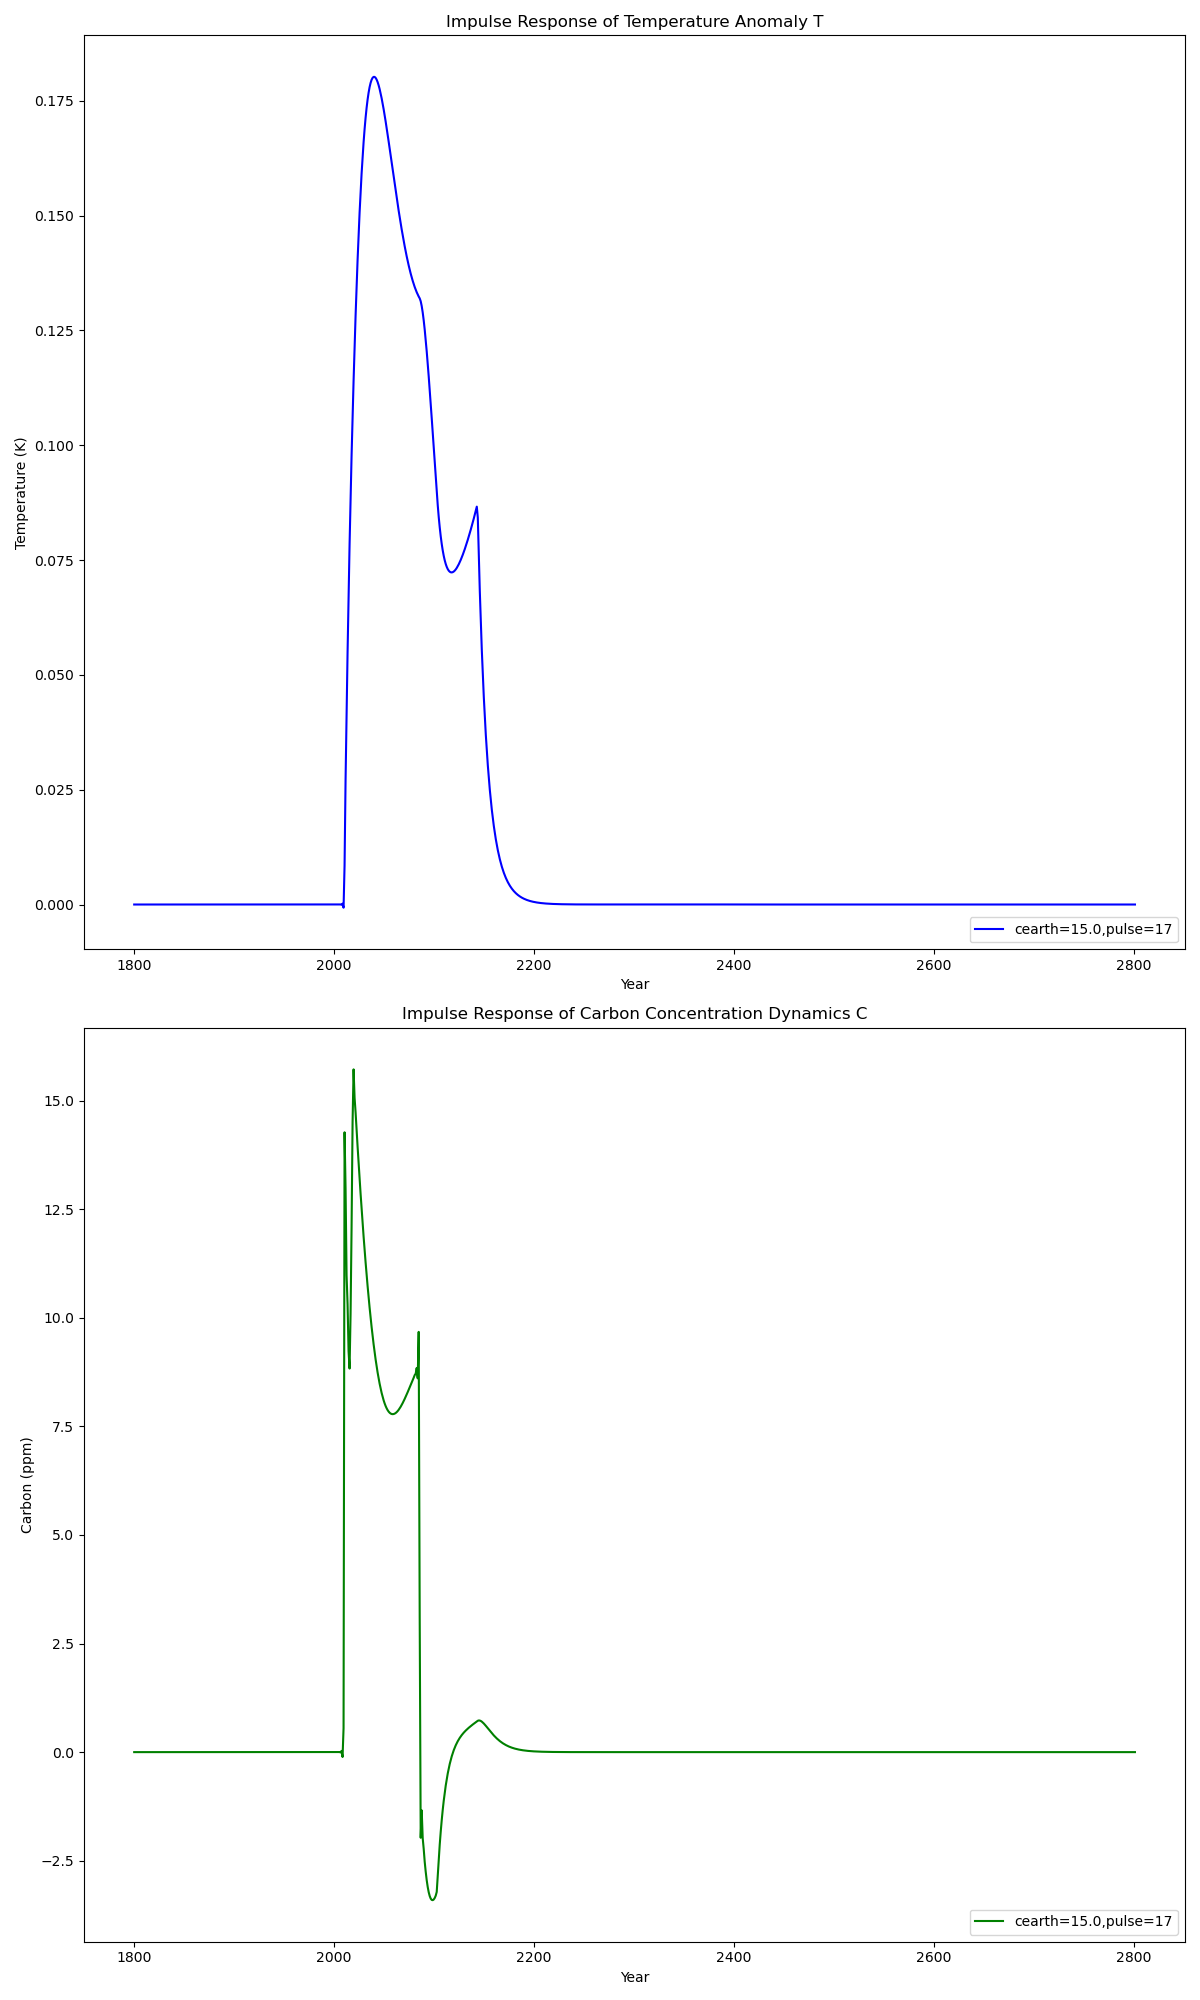 Impulse Response of Temperature Anomaly T
0.175
0.150
0.125
0.100
0.075
0.050
0.025
0.000
Temperature (K)
cearth=15.0,pulse=17
1800 2000 2200 2400 2600 2800
Year
Impulse Response of Carbon Concentration Dynamics C
15.0
12.5
10.0
7.5
5.0
2.5
0.0
−2.5
Carbon (ppm)
cearth=15.0,pulse=17
1800 2000 2200 2400 2600 2800
Year